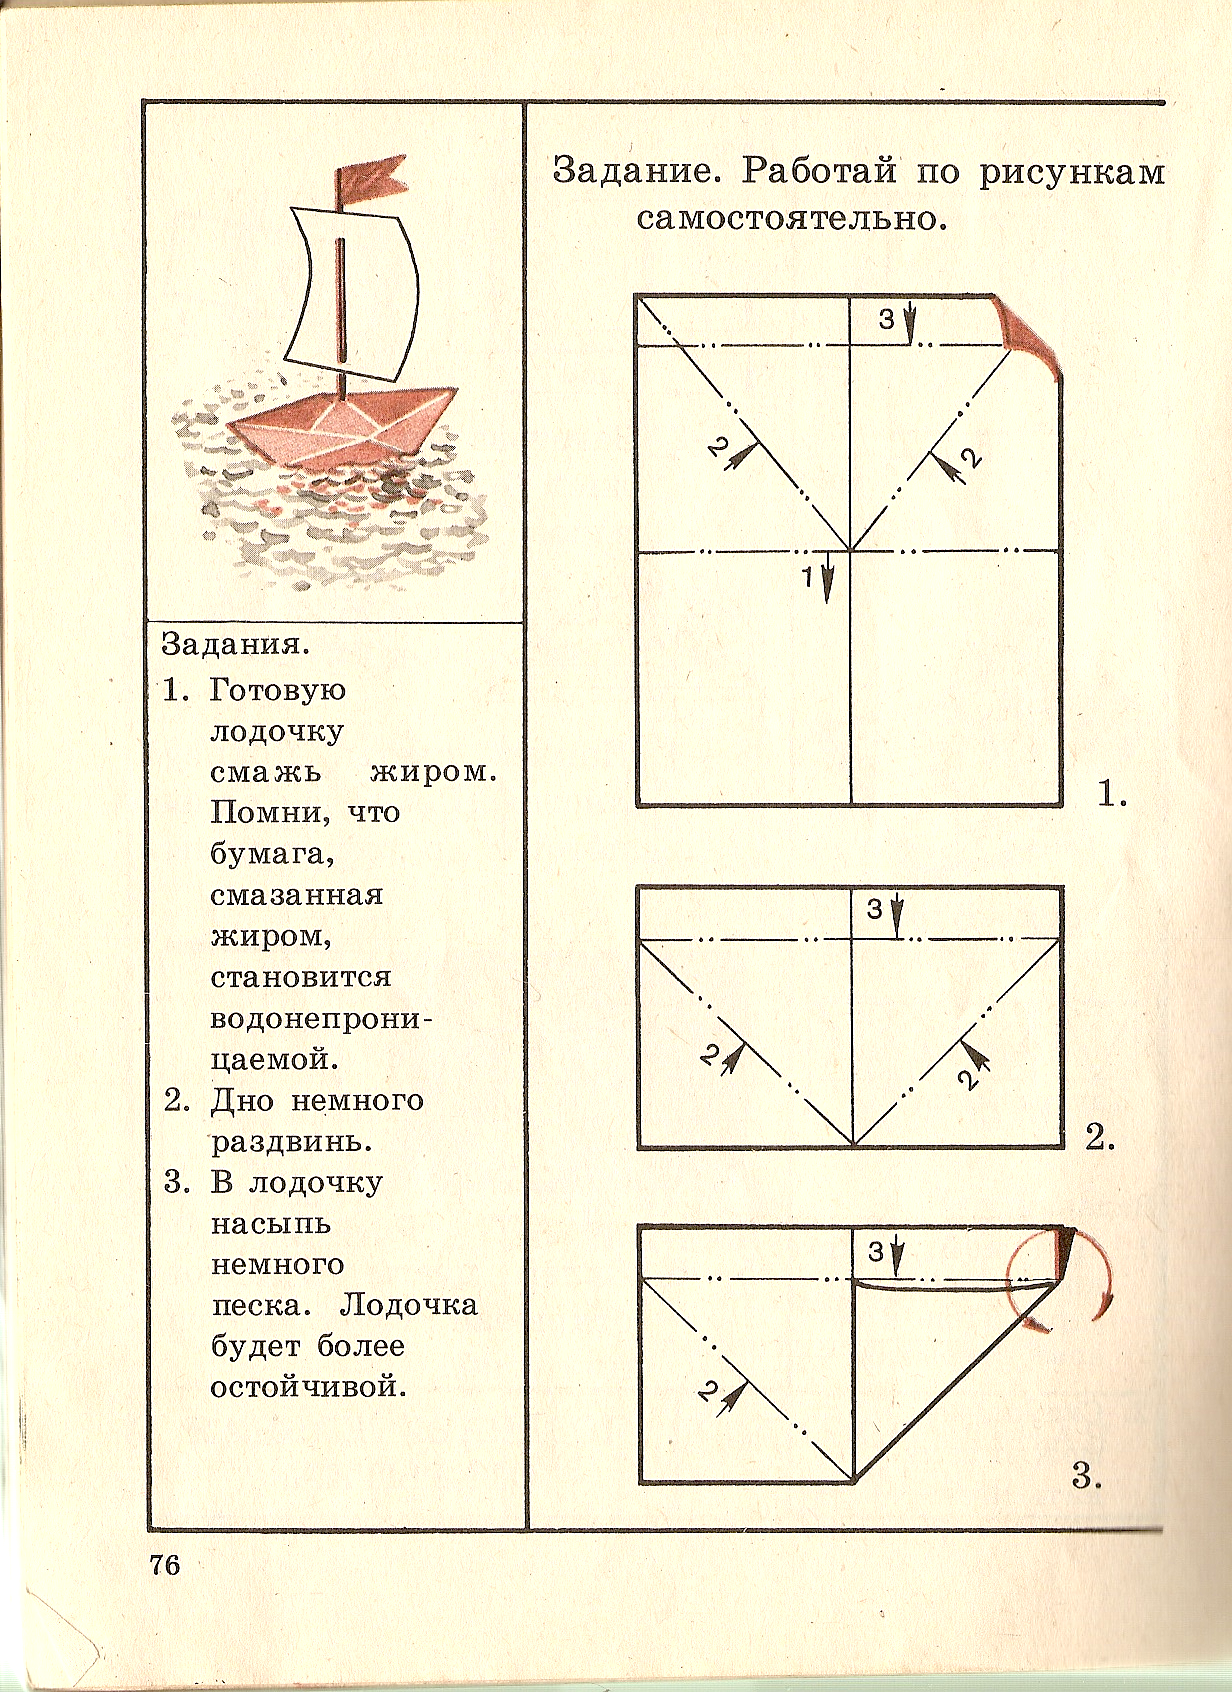 Задания.
1. Готовую
лодочку
смажь жиром.
Помни, что
бумага,
смазанная
жиром,
становится
водонепрони-
цаемой.
2. Дно немного
раздвинь.
3. В лодочку
насыпь
немного
песка. Лодочка
будет более
остойчивой.
Задание. Работай по рисункам
самостоятельно.
3
2
2
1
1.
3
2
2
2.
3
2
3.
76